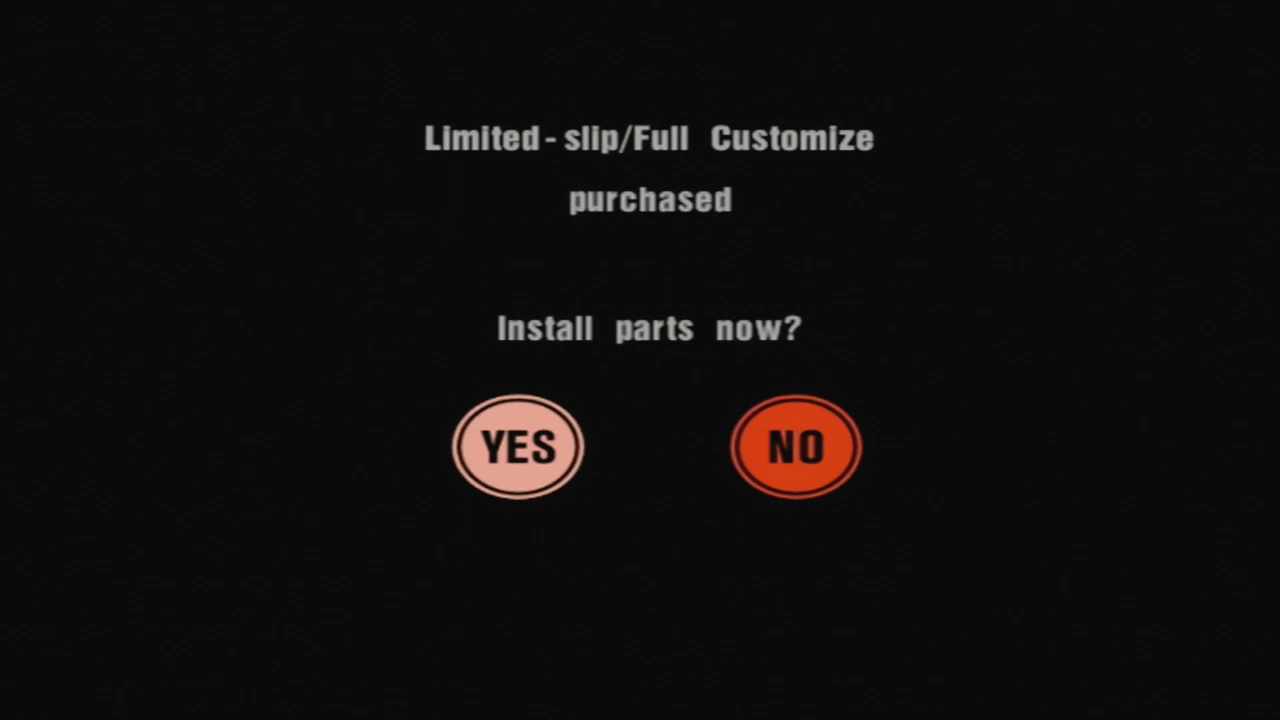 Limited-slip/Full Customize
purchased
Install parts now?
YES NO